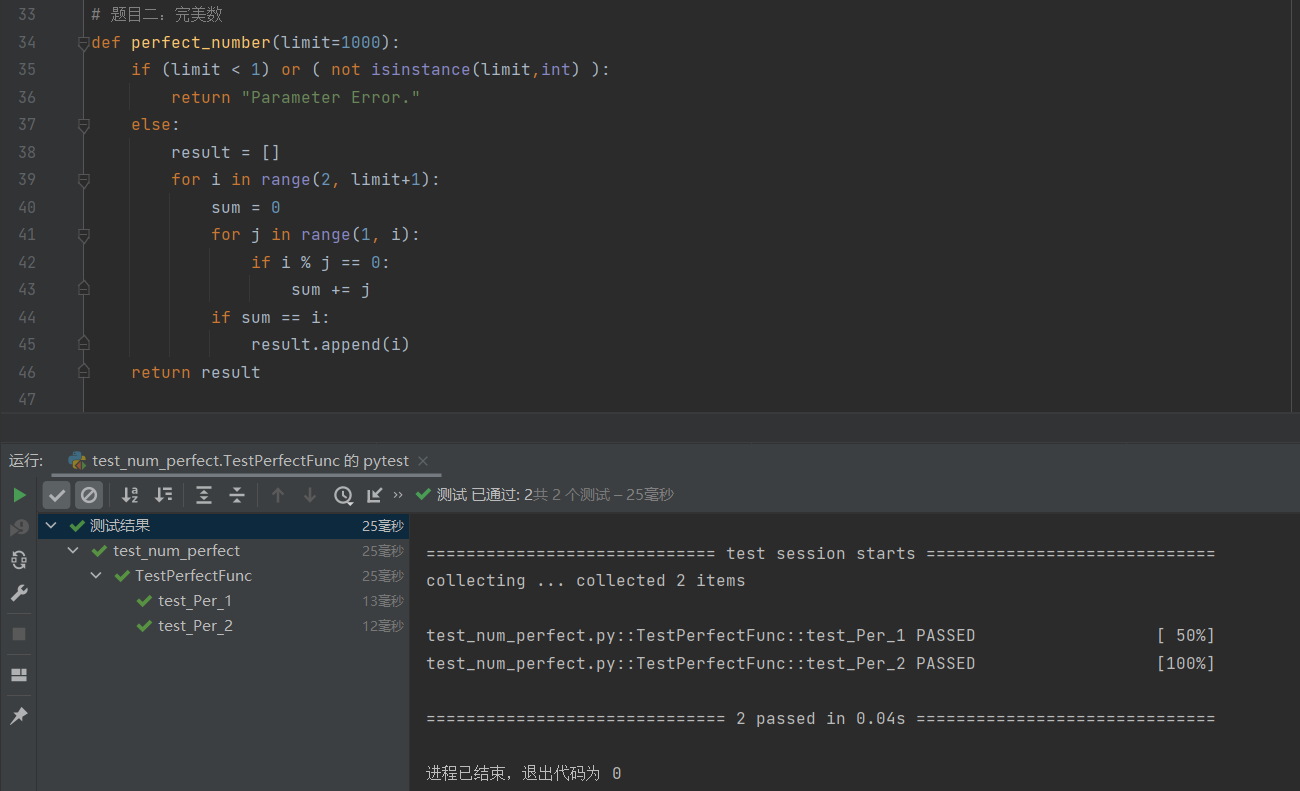 33 # 题目二：完美数
34 def perfect_number(limit=1000):
35 if (limit < 1) or ( not isinstance(limit,int) ):
36 return "Parameter Error."
37 else:
38 result = []
39 for i in range(2, limit+1):
40 sum = 0
41 for j in range(1, i):
42 if i % j == 0:
43 sum += j
44 if sum == i:
45 result.append(i)
46 return result
47
运行: test_num_perfect.TestPerfectFunc 的 pytest ×
» 测试 已通过: 2共 2 个测试 – 25毫秒
测试结果 25毫秒
test_num_perfect 25毫秒
TestPerfectFunc 25毫秒
test_Per_1 13毫秒
test_Per_2 12毫秒
============================= test session starts =============================
collecting ... collected 2 items
test_num_perfect.py::TestPerfectFunc::test_Per_1 PASSED [ 50%]
test_num_perfect.py::TestPerfectFunc::test_Per_2 PASSED [100%]
============================== 2 passed in 0.04s ==============================
进程已结束，退出代码为 0